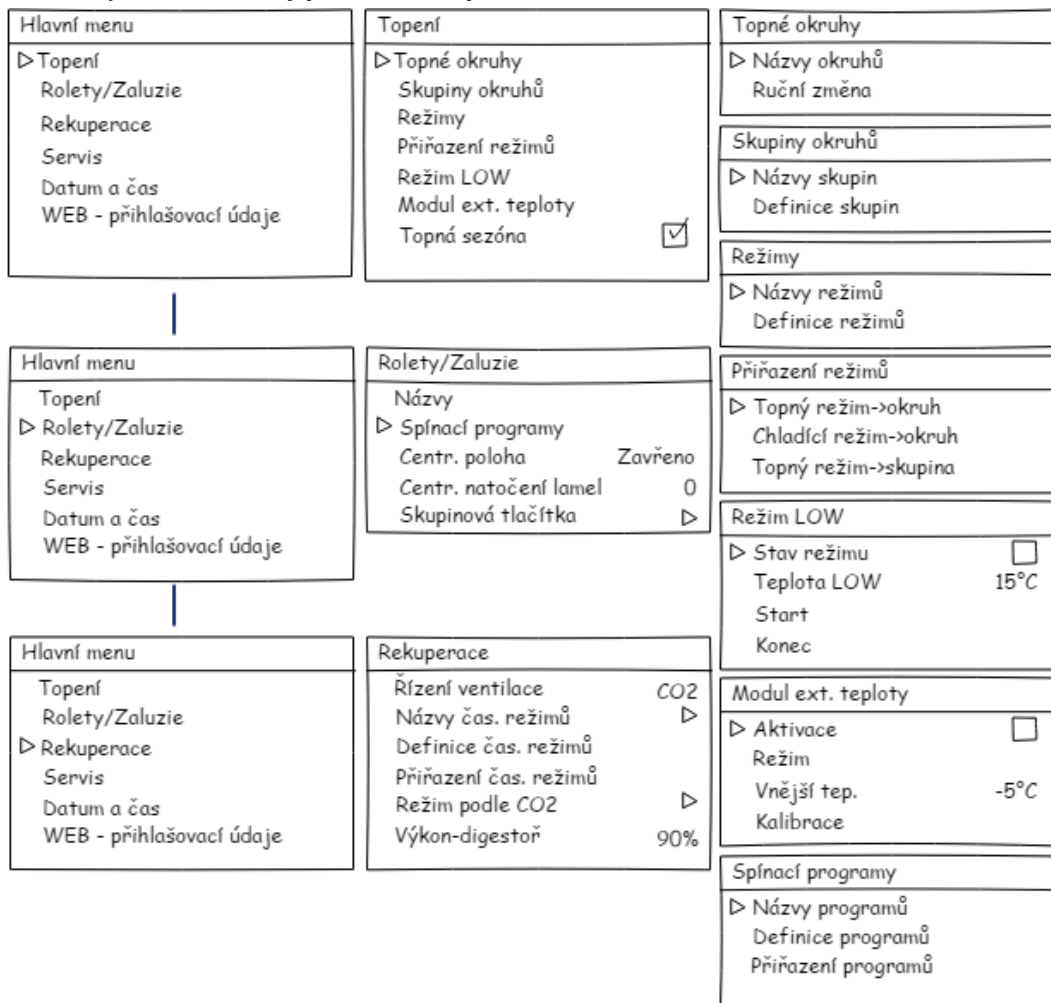 Hlavní menu
Topení
Rolety/Zaluzie
Rekuperace
Servis
Datum a čas
WEB - přihlašovací údaje
Topení
Topné okruhy
Skupiny okruhů
Režimy
Přiřazení režimů
Režim LOW
Modul ext. teploty
Topná sezóna
Topné okruhy
Názvy okruhů
Ruční změna
Skupiny okruhů
Názvy skupin
Definice skupin
Režimy
Názvy režimů
Definice režimů
Přiřazení režimů
Topný režim->okruh
Chladící režim->okruh
Topný režim->skupina
Režim LOW
Stav režimu
Teplota LOW 15°C
Start
Konec
Modul ext. teploty
Aktivace
Režim
Vnější tep. -5°C
Kalibrace
Hlavní menu
Topení
Rolety/Zaluzie
Rekuperace
Servis
Datum a čas
WEB - přihlašovací údaje
Rolety/Zaluzie
Názvy
Spínací programy
Centr. poloha Zavřeno
Centr. natočení lamel 0
Skupinová tlačítka
Spínací programy
Názvy programů
Definice programů
Přiřazení programů
Hlavní menu
Topení
Rolety/Zaluzie
Rekuperace
Servis
Datum a čas
WEB - přihlašovací údaje
Rekuperace
Řízení ventilace CO2
Názvy čas. režimů
Definice čas. režimů
Přiřazení čas. režimů
Režim podle CO2
Výkon-digestoř 90%